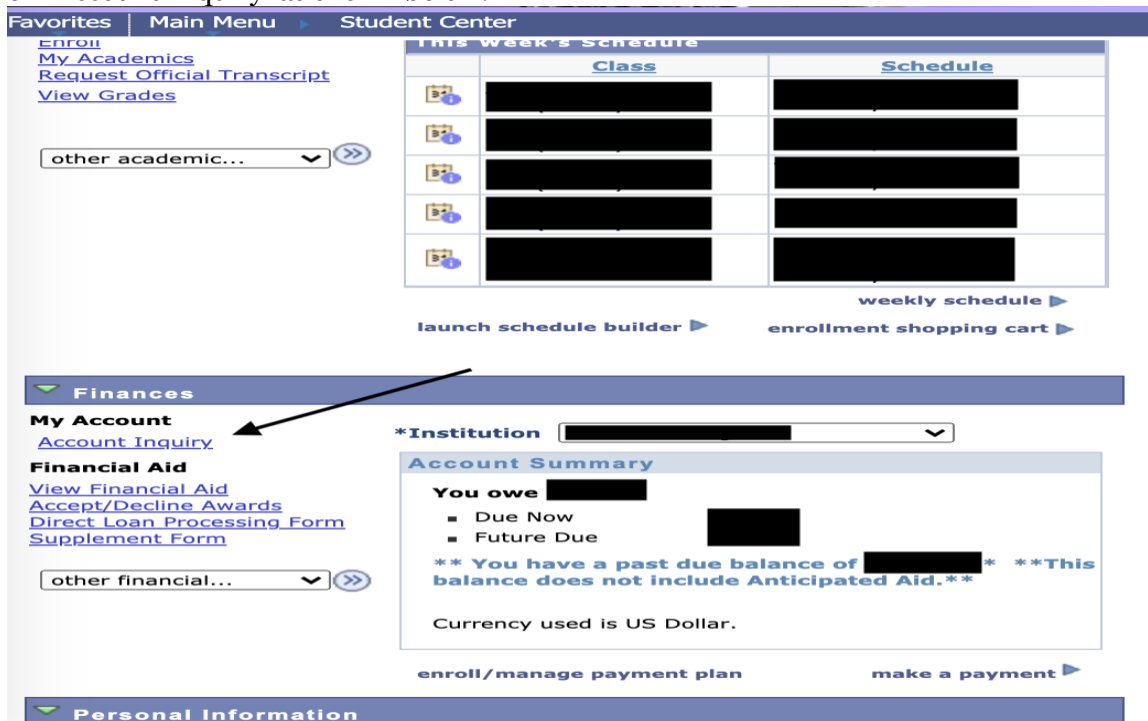 Favorites Main Menu Student Center
Enroll
My Academics
Request Official Transcript
View Grades
other academic...
This Week's Schedule
Class Schedule
weekly schedule
launch schedule builder enrollment shopping cart
Finances
My Account
Account Inquiry
Financial Aid
View Financial Aid
Accept/Decline Awards
Direct Loan Processing Form
Supplement Form
other financial...
*Institution
Account Summary
You owe
Due Now
Future Due
** You have a past due balance of * **This
balance does not include Anticipated Aid.**
Currency used is US Dollar.
enroll/manage payment plan make a payment
Personal Information